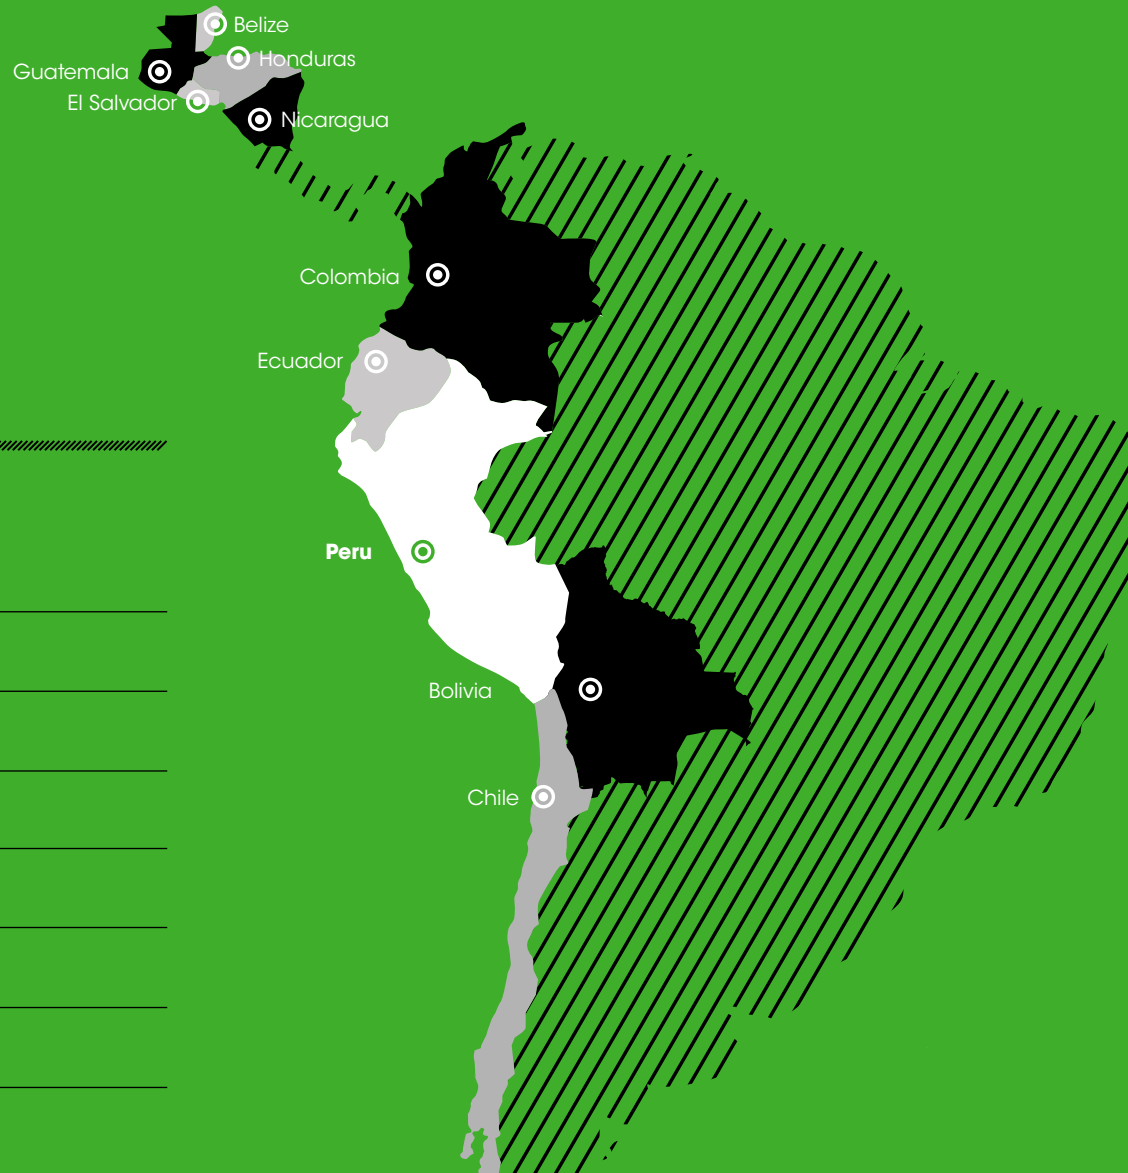 Belize
Honduras
Guatemala
El Salvador
Nicaragua
Colombia
Ecuador
Peru
Bolivia
Chile